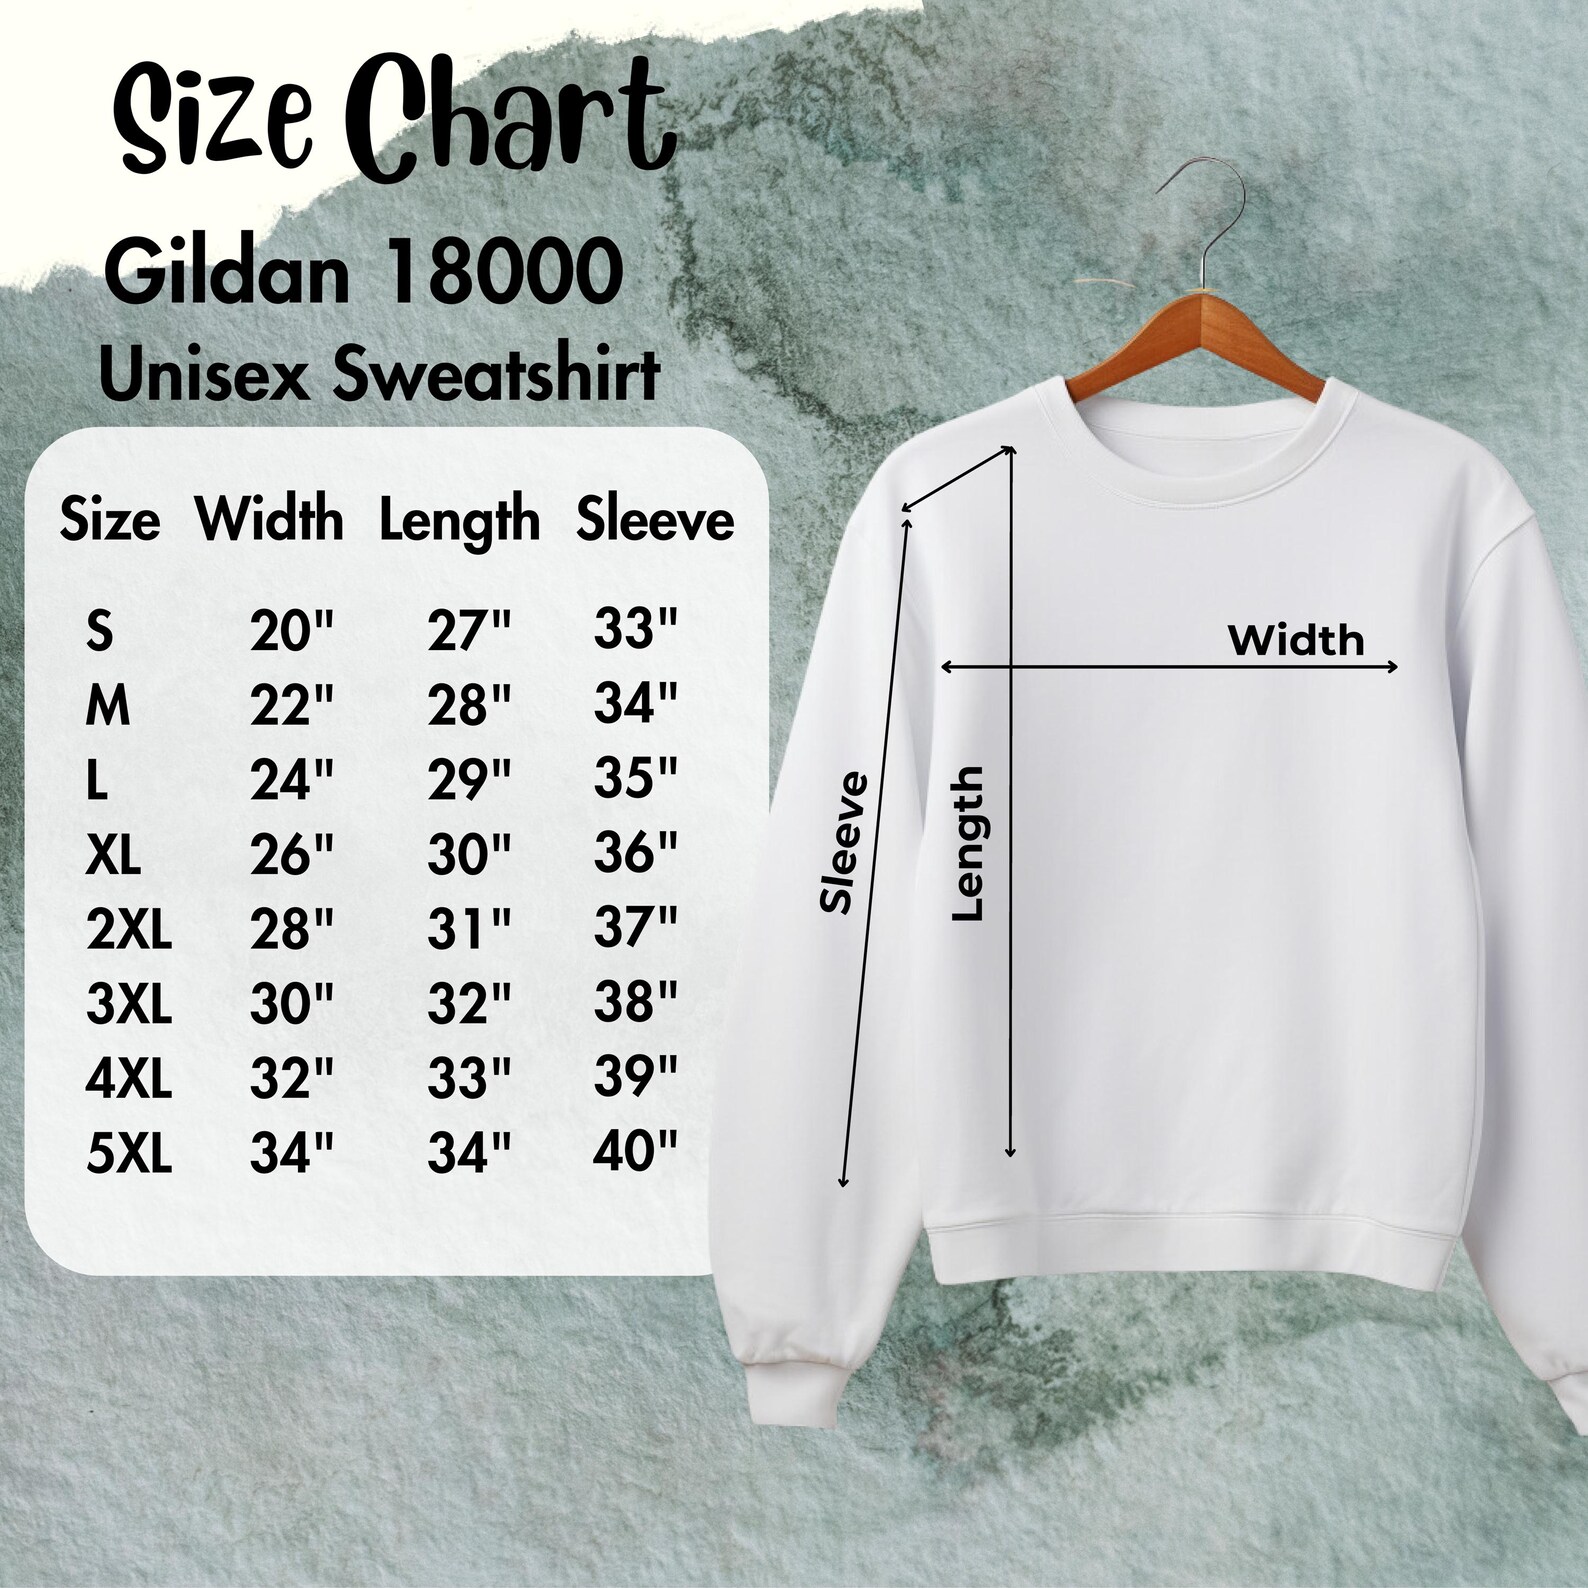 Size Chart
Gildan 18000
Unisex Sweatshirt
Size Width Length Sleeve
S 20" 27" 33"
M 22" 28" 34"
L 24" 29" 35"
XL 26" 30" 36"
2XL 28" 31" 37"
3XL 30" 32" 38"
4XL 32" 33" 39"
5XL 34" 34" 40"
Width
Sleeve
Length